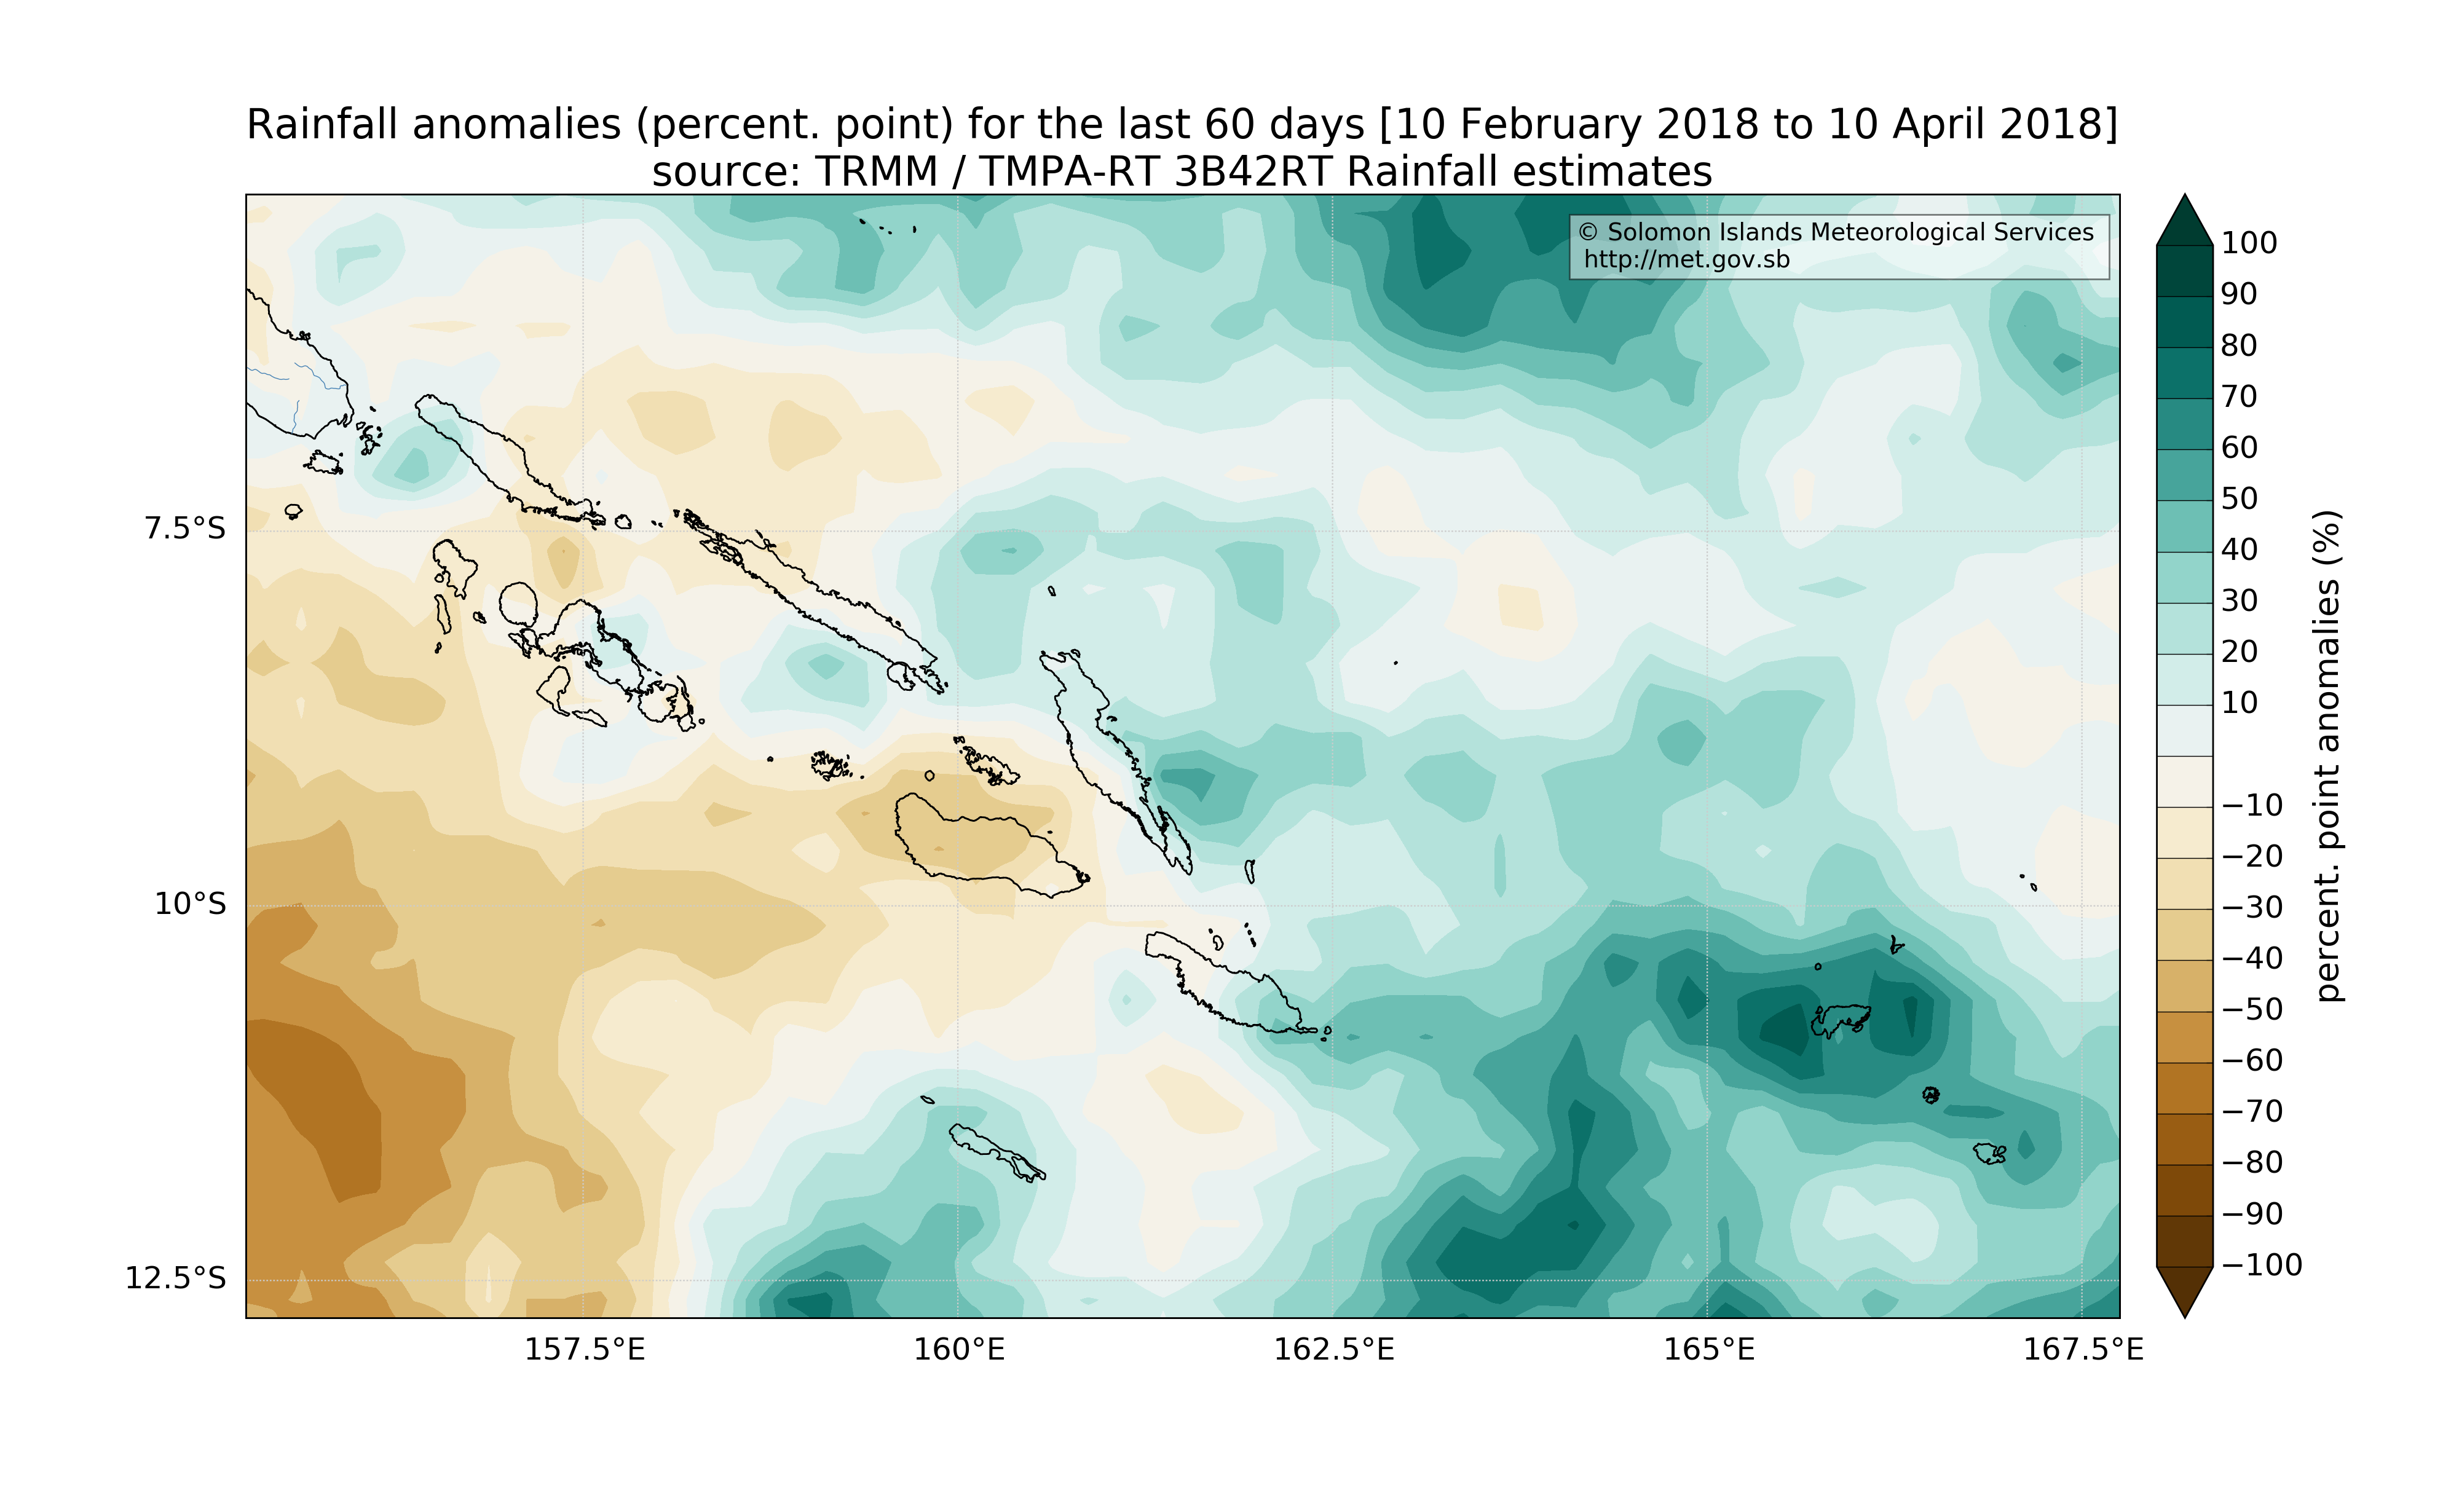 Rainfall anomalies (percent. point) for the last 60 days [10 February 2018 to 10 April 2018]
source: TRMM / TMPA-RT 3B42RT Rainfall estimates
© Solomon Islands Meteorological Services
http://met.gov.sb
7.5°S
10°S
12.5°S
157.5°E
160°E
162.5°E
165°E
167.5°E
100
90
80
70
60
50
40
30
20
10
−10
−20
−30
−40
−50
−60
−70
−80
−90
−100
percent. point anomalies (%)